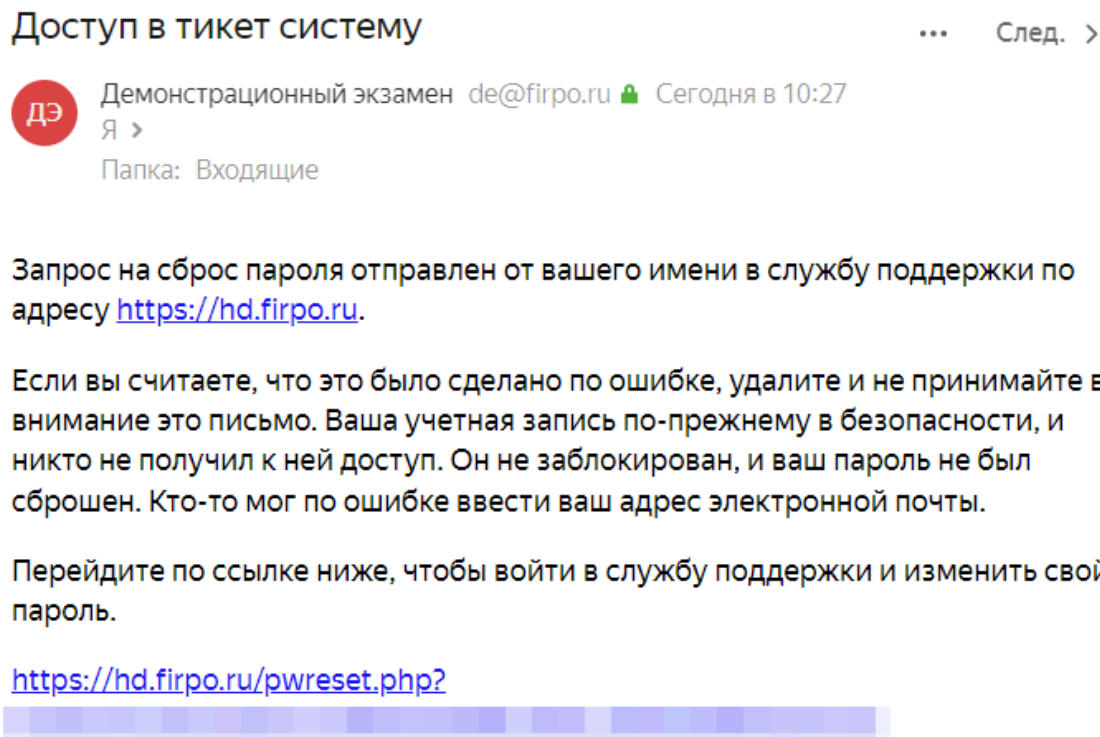 Доступ в тикет систему
... След. >
ДЭ
Демонстрационный экзамен de@firpo.ru Сегодня в 10:27
Я >
Папка: Входящие
Запрос на сброс пароля отправлен от вашего имени в службу поддержки по
адресу https://hd.firpo.ru.
Если вы считаете, что это было сделано по ошибке, удалите и не принимайте в
внимание это письмо. Ваша учетная запись по-прежнему в безопасности, и
никто не получил к ней доступ. Он не заблокирован, и ваш пароль не был
сброшен. Кто-то мог по ошибке ввести ваш адрес электронной почты.
Перейдите по ссылке ниже, чтобы войти в службу поддержки и изменить свой
пароль.
https://hd.firpo.ru/pwreset.php?